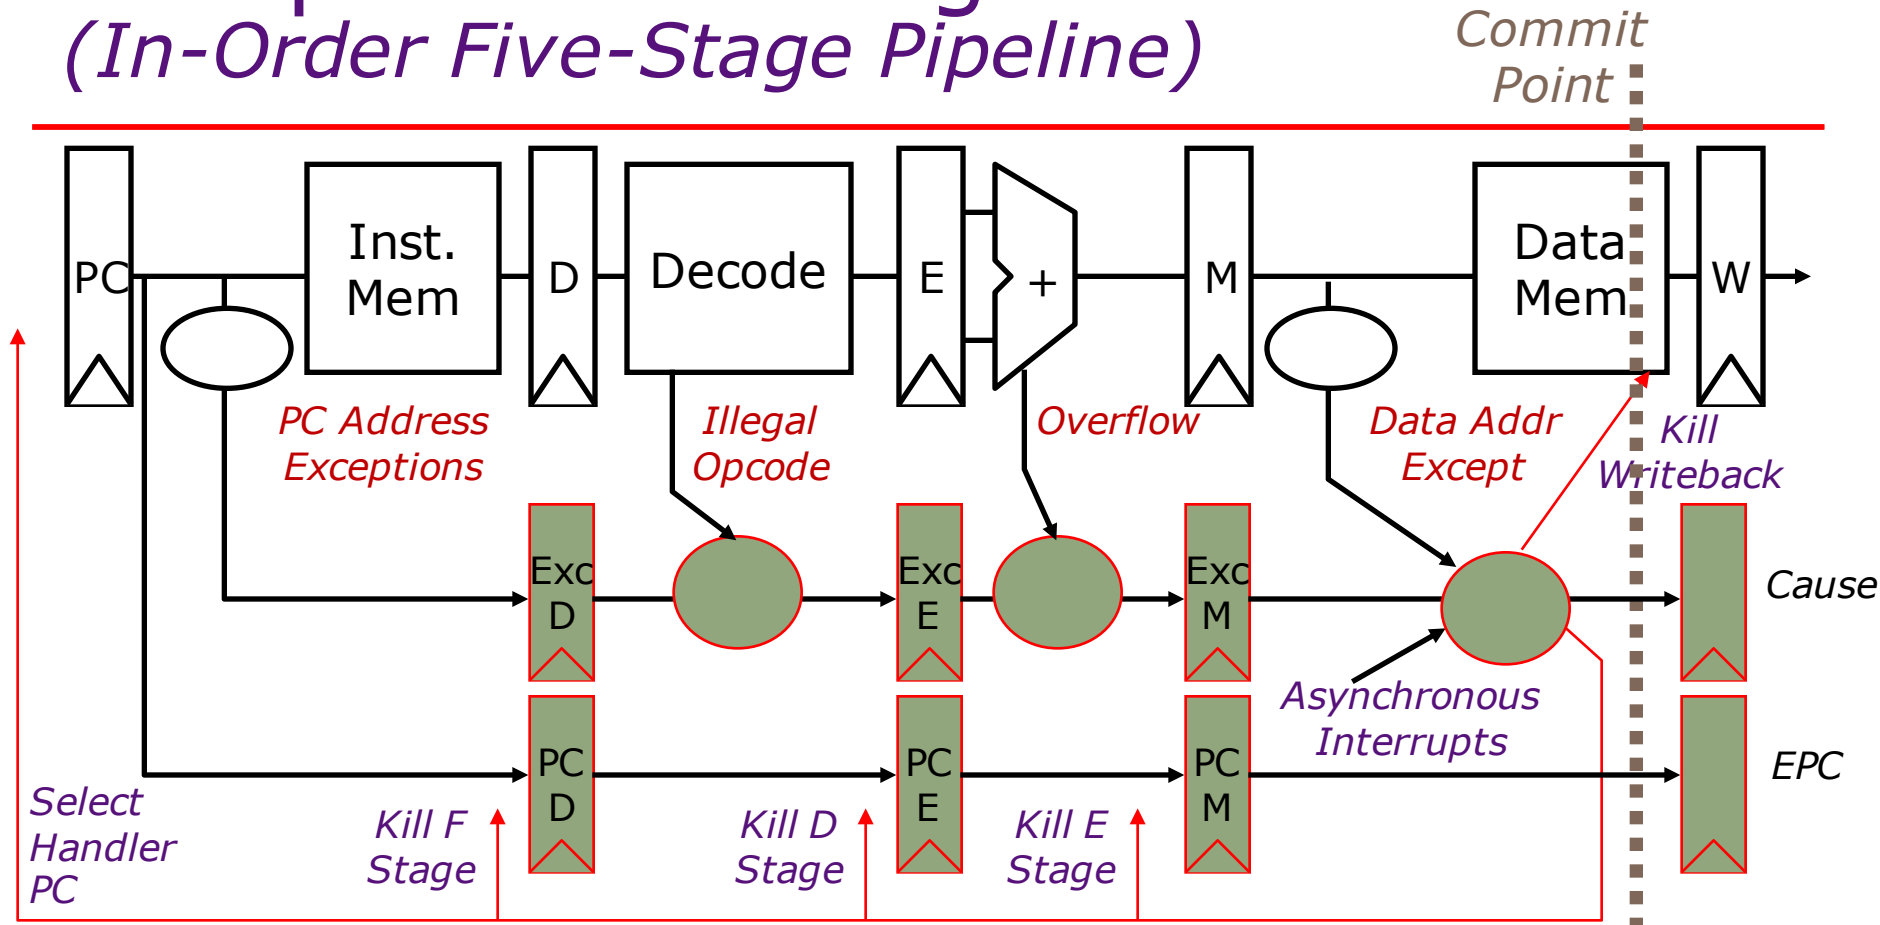 (In-Order Five-Stage Pipeline)
Commit
Point
PC
Inst.
Mem
D
Decode
E
+
M
Data
Mem
W
PC Address
Exceptions
Illegal
Opcode
Overflow
Data Addr
Except
Kill
Writeback
Exc
D
Exc
E
Exc
M
Cause
Asynchronous
Interrupts
PC
D
PC
E
PC
M
EPC
Select
Handler
PC
Kill F
Stage
Kill D
Stage
Kill E
Stage